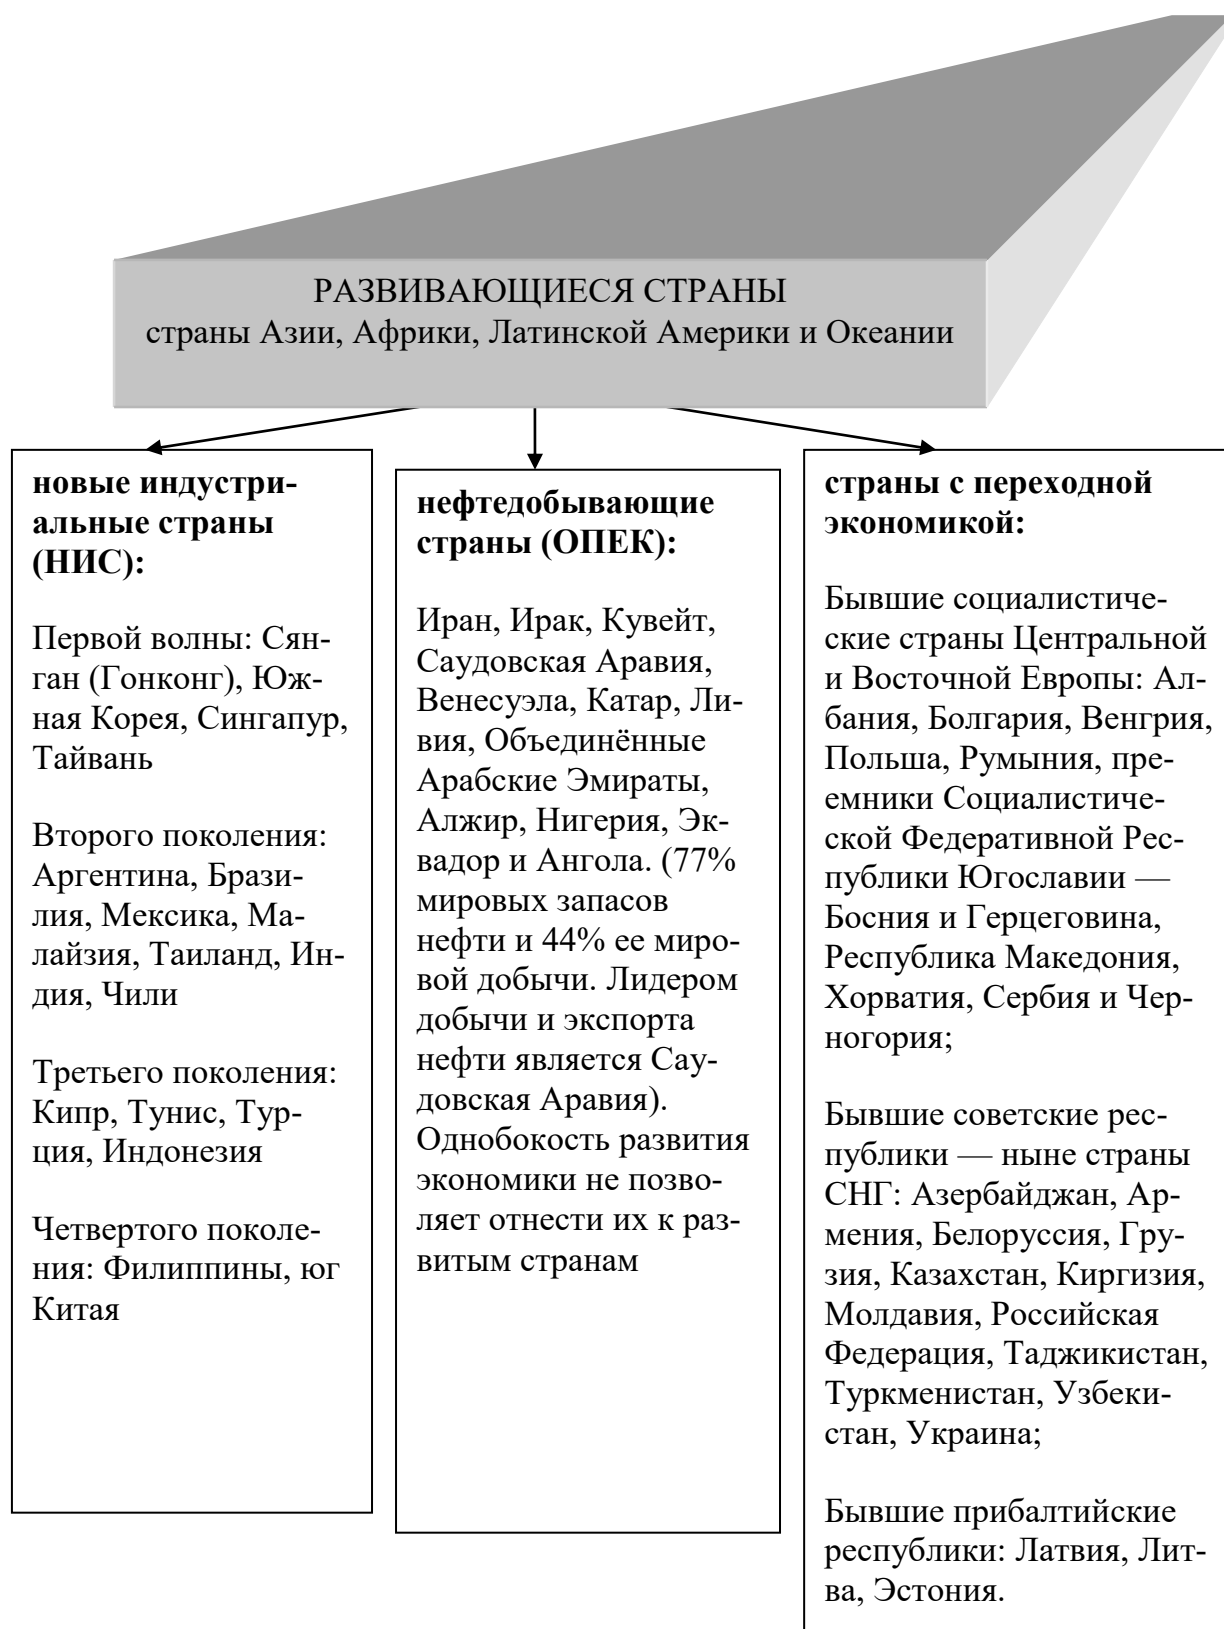 РАЗВИВАЮЩИЕСЯ СТРАНЫ
страны Азии, Африки, Латинской Америки и Океании
новые индустри-
альные страны
(НИС):
Первой волны: Сян-
ган (Гонконг), Юж-
ная Корея, Сингапур,
Тайвань
Второго поколения:
Аргентина, Брази-
лия, Мексика, Ма-
лайзия, Таиланд, Ин-
дия, Чили
Третьего поколения:
Кипр, Тунис, Тур-
ция, Индонезия
Четвертого поколе-
ния: Филиппины, юг
Китая
нефтедобывающие
страны (ОПЕК):
Иран, Ирак, Кувейт,
Саудовская Аравия,
Венесуэла, Катар, Ли-
вия, Объединённые
Арабские Эмираты,
Алжир, Нигерия, Эк-
вадор и Ангола. (77%
мировых запасов
нефти и 44% ее миро-
вой добычи. Лидером
добычи и экспорта
нефти является Сау-
довская Аравия).
Однобокость развития
экономики не позво-
ляет отнести их к раз-
витым странам
страны с переходной
экономикой:
Бывшие социалистиче-
ские страны Центральной
и Восточной Европы: Ал-
бания, Болгария, Венгрия,
Польша, Румыния, пре-
емники Социалистиче-
ской Федеративной Рес-
публики Югославии —
Босния и Герцеговина,
Республика Македония,
Хорватия, Сербия и Чер-
ногория;
Бывшие советские рес-
публики — ныне страны
СНГ: Азербайджан, Ар-
мения, Белоруссия, Гру-
зия, Казахстан, Киргизия,
Молдавия, Российская
Федерация, Таджикистан,
Туркменистан, Узбеки-
стан, Украина;
Бывшие прибалтийские
республики: Латвия, Лит-
ва, Эстония.